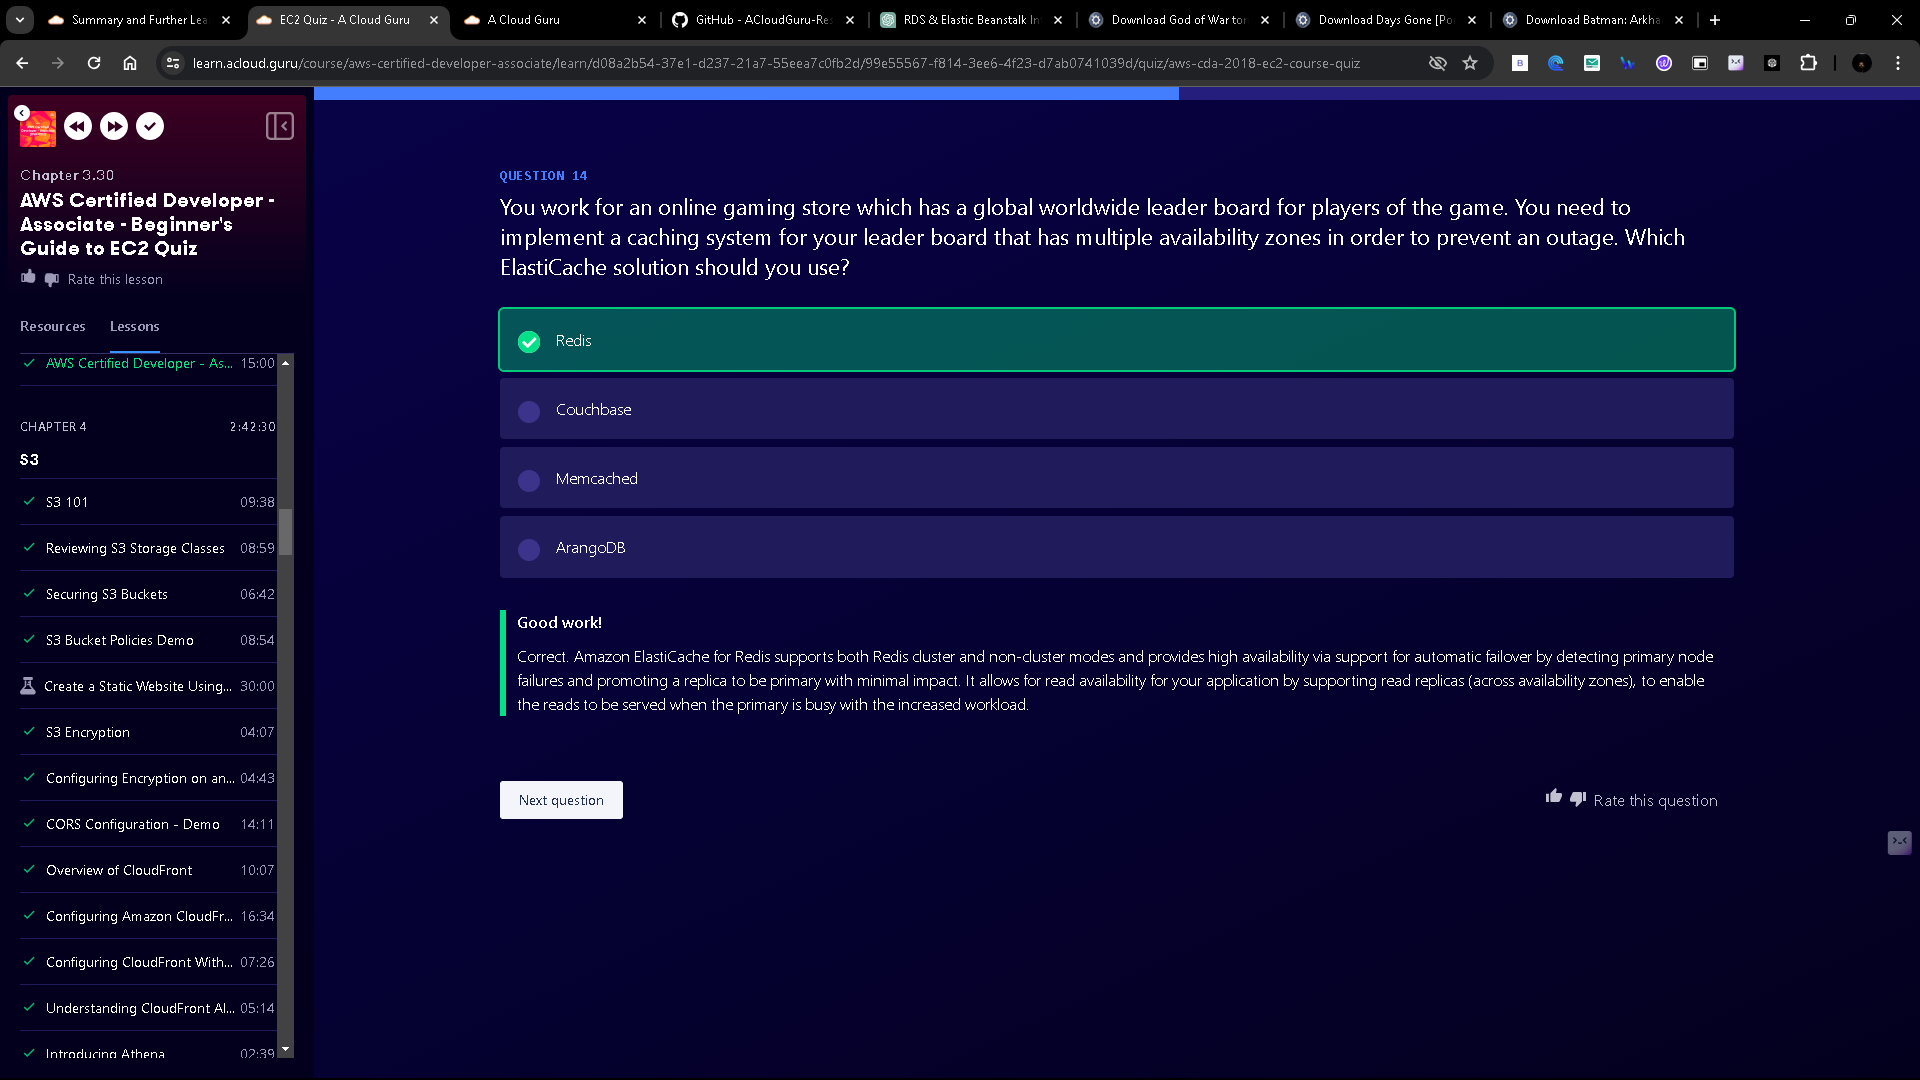 Summary and Further Lea
EC2 Quiz - A Cloud Guru
A Cloud Guru
GitHub - ACloudGuru-Res
RDS & Elastic Beanstalk In
Download God of War tor
Download Days Gone [Po
Download Batman: Arkha
learn.acloud.guru/course/aws-certified-developer-associate/learn/d08a2b54-37e1-d237-21a7-55eea7c0fb2d/99e55567-f814-3ee6-4f23-d7ab0741039d/quiz/aws-cda-2018-ec2-course-quiz
Chapter 3.30
AWS Certified Developer -
Associate - Beginner's
Guide to EC2 Quiz
Rate this lesson
Resources
Lessons
AWS Certified Developer - As... 15:00
CHAPTER 4 2:42:30
S3
S3 101 09:38
Reviewing S3 Storage Classes 08:59
Securing S3 Buckets 06:42
S3 Bucket Policies Demo 08:54
Create a Static Website Using... 30:00
S3 Encryption 04:07
Configuring Encryption on an... 04:43
CORS Configuration - Demo 14:11
Overview of CloudFront 10:07
Configuring Amazon CloudFr... 16:34
Configuring CloudFront With... 07:26
Understanding CloudFront Al... 05:14
Introducing Athena 02:39
QUESTION 14
You work for an online gaming store which has a global worldwide leader board for players of the game. You need to
implement a caching system for your leader board that has multiple availability zones in order to prevent an outage. Which
ElastiCache solution should you use?
Redis
Couchbase
Memcached
ArangoDB
Good work!
Correct. Amazon ElastiCache for Redis supports both Redis cluster and non-cluster modes and provides high availability via support for automatic failover by detecting primary node
failures and promoting a replica to be primary with minimal impact. It allows for read availability for your application by supporting read replicas (across availability zones), to enable
the reads to be served when the primary is busy with the increased workload.
Next question
Rate this question